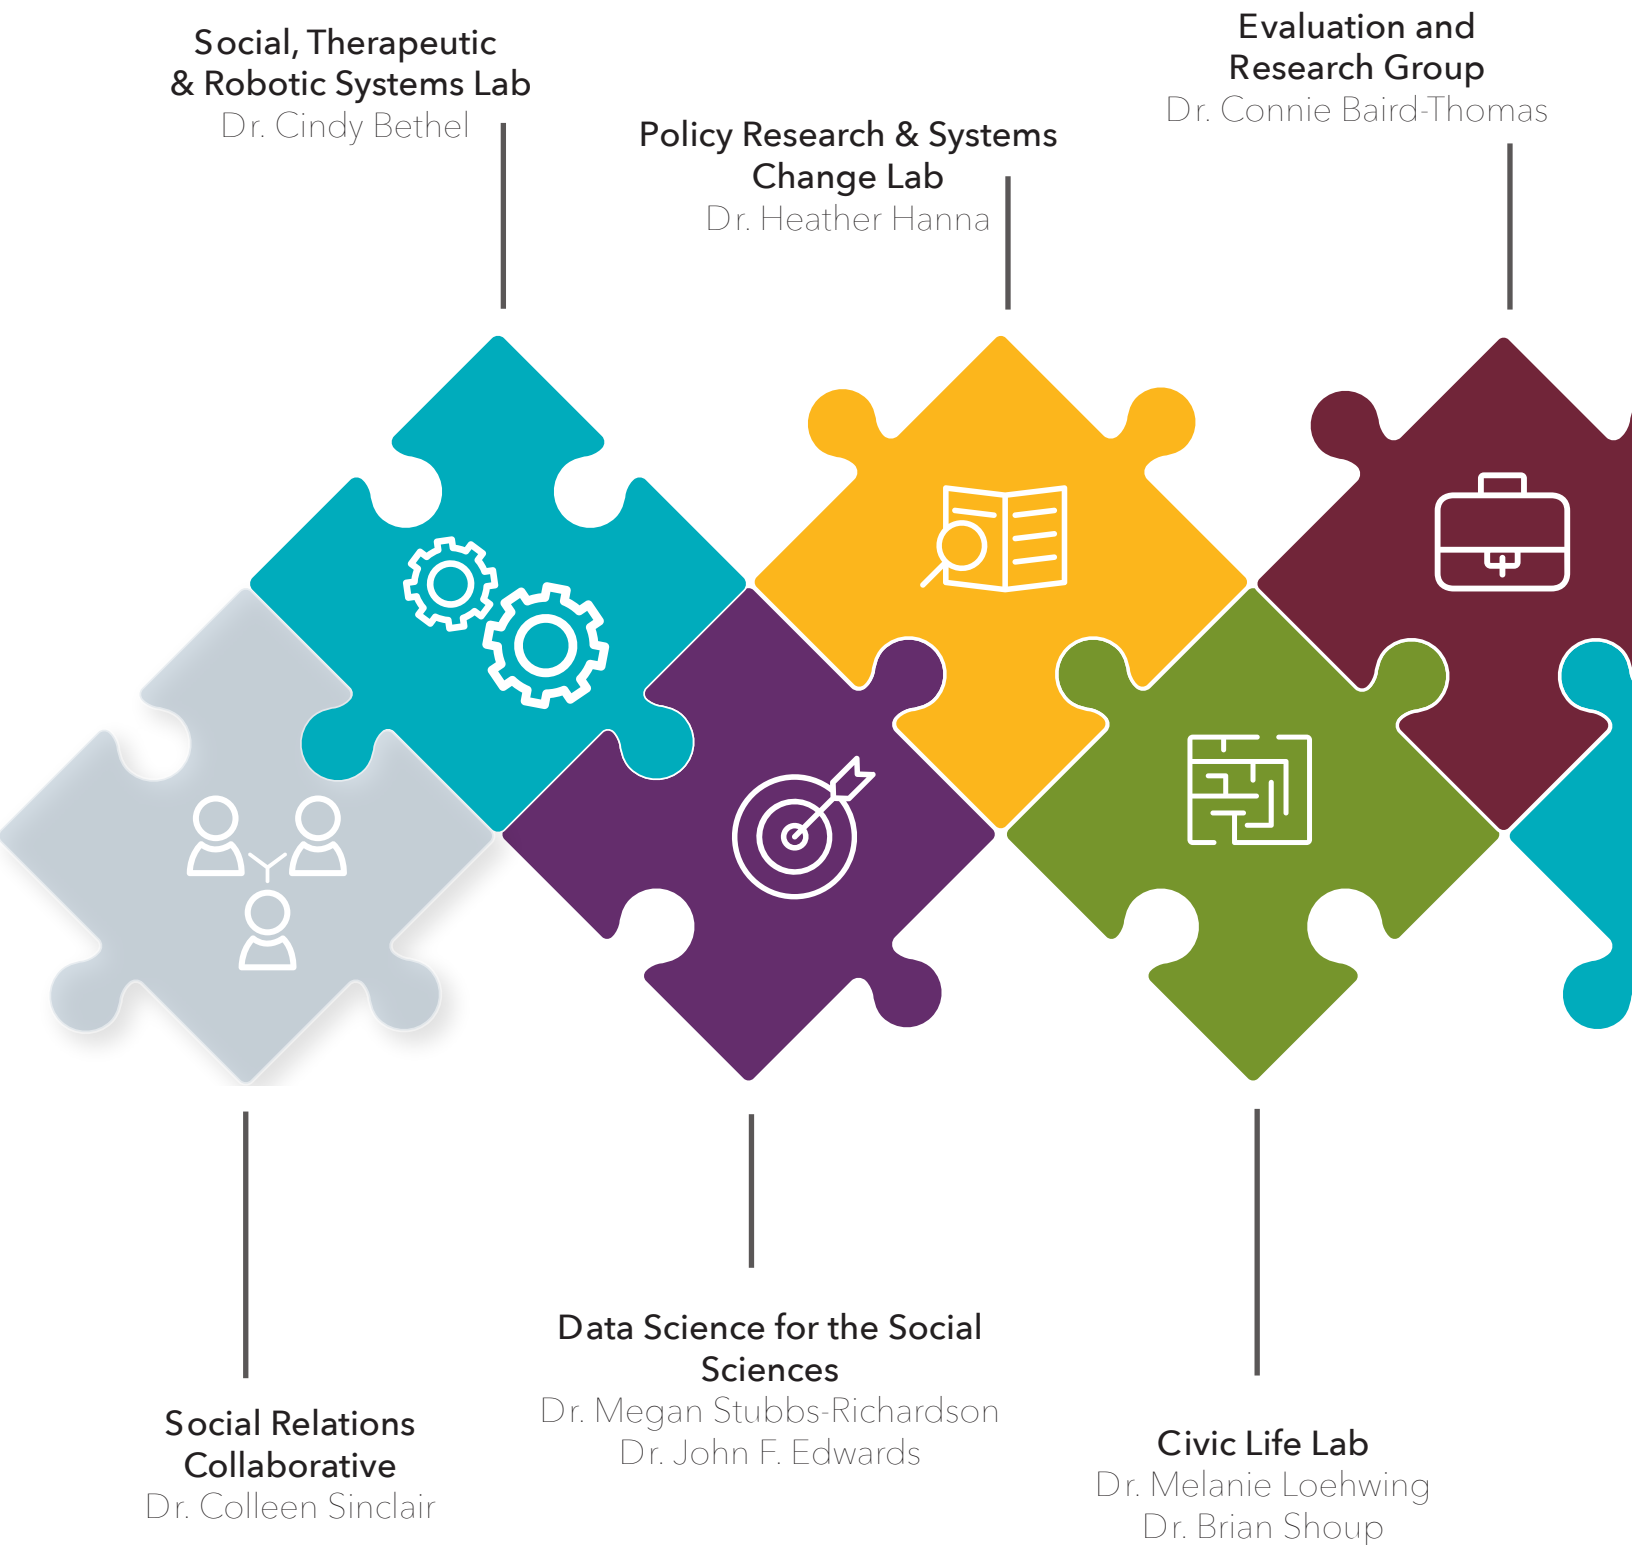 Social, Therapeutic
& Robotic Systems Lab
Dr. Cindy Bethel
Policy Research & Systems
Change Lab
Dr. Heather Hanna
Evaluation and
Research Group
Dr. Connie Baird-Thomas
Social Relations
Collaborative
Dr. Colleen Sinclair
Data Science for the Social
Sciences
Dr. Megan Stubbs-Richardson
Dr. John F. Edwards
Civic Life Lab
Dr. Melanie Loehwing
Dr. Brian Shoup